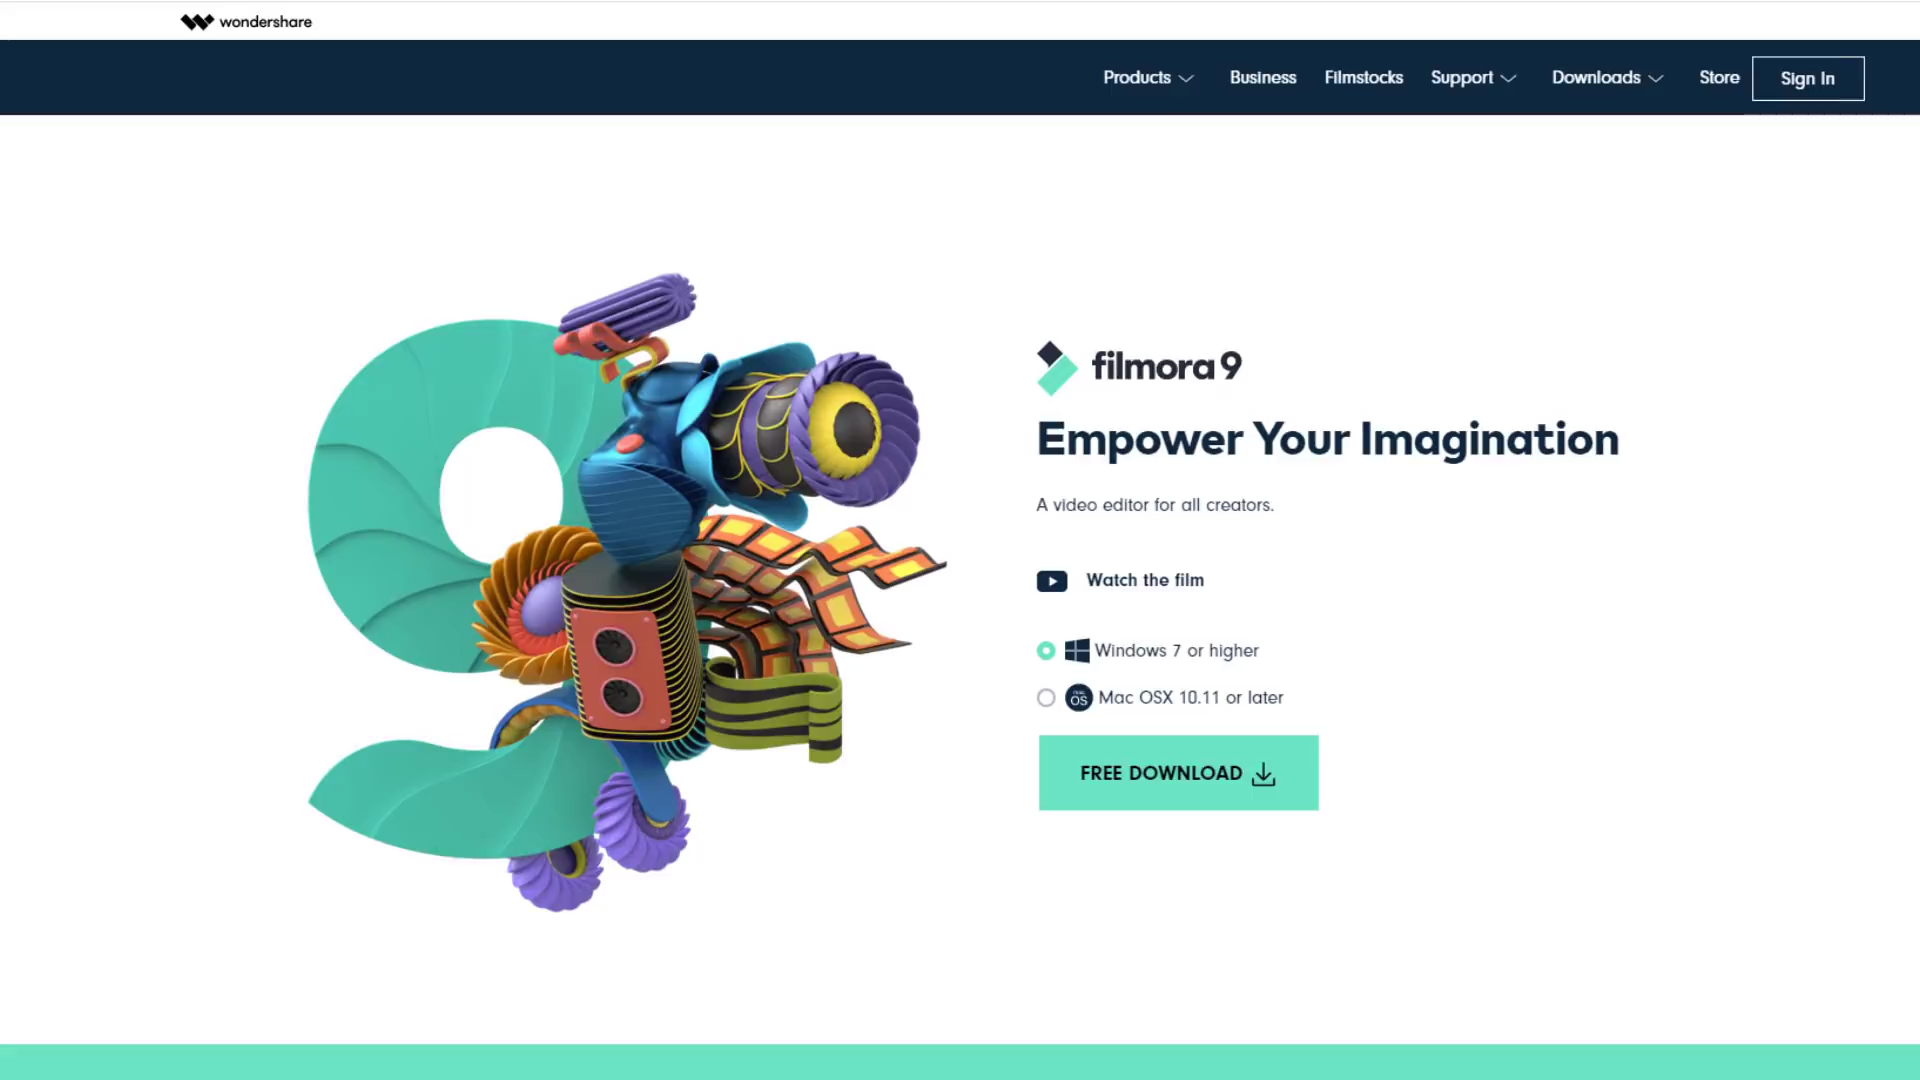 wondershare
Products Business Filmstocks Support Downloads Store Sign In
filmora9
Empower Your Imagination
A video editor for all creators.
Watch the film
Windows 7 or higher
mac OS Mac OSX 10.11 or later
FREE DOWNLOAD